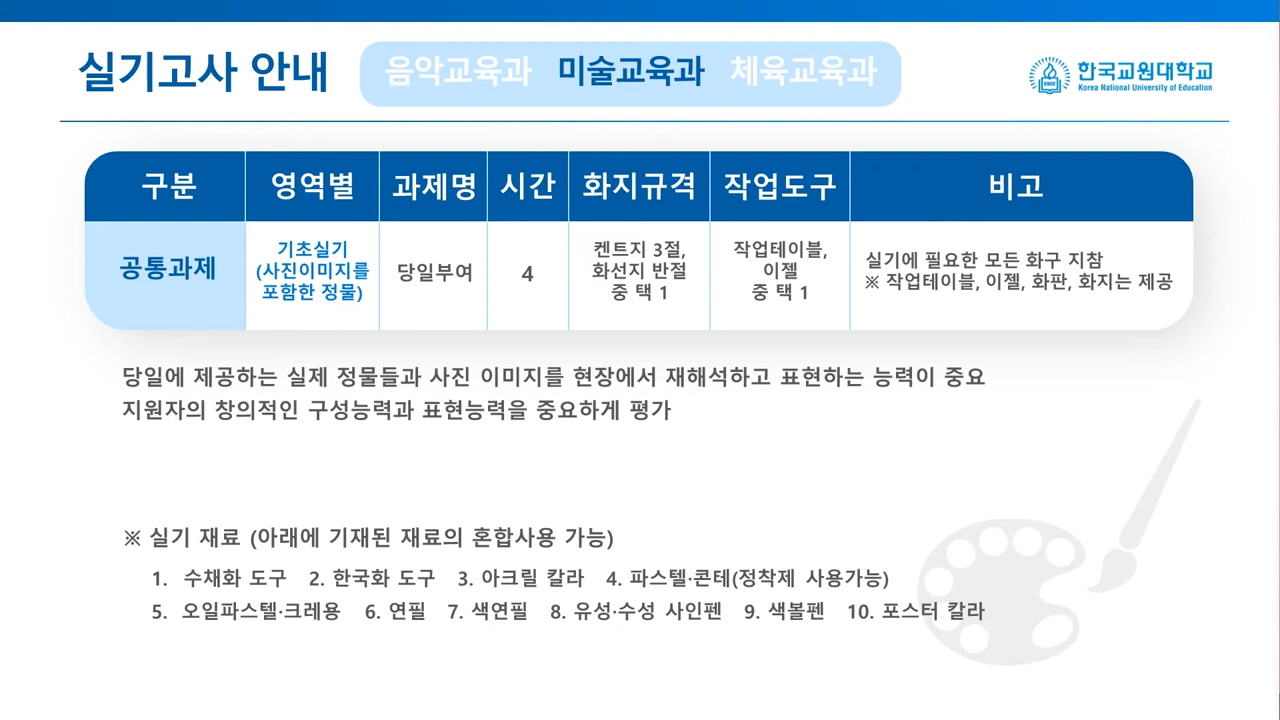 실기고사 안내
음악교육과 미술교육과 체육교육과
한국교원대학교
Korea National University of Education
구분 영역별 과제명 시간 화지규격 작업도구 비고
공통과제
기초실기
(사진이미지를
포함한 정물)
당일부여
4
켄트지 3절,
화선지 반절
중 택 1
작업테이블,
이젤
중 택 1
실기에 필요한 모든 화구 지참
※ 작업테이블, 이젤, 화판, 화지는 제공
당일에 제공하는 실제 정물들과 사진 이미지를 현장에서 재해석하고 표현하는 능력이 중요
지원자의 창의적인 구성능력과 표현능력을 중요하게 평가
※ 실기 재료 (아래에 기재된 재료의 혼합사용 가능)
1. 수채화 도구 2. 한국화 도구 3. 아크릴 칼라 4. 파스텔·콘테(정착제 사용가능)
5. 오일파스텔·크레용 6. 연필 7. 색연필 8. 유성·수성 사인펜 9. 색볼펜 10. 포스터 칼라